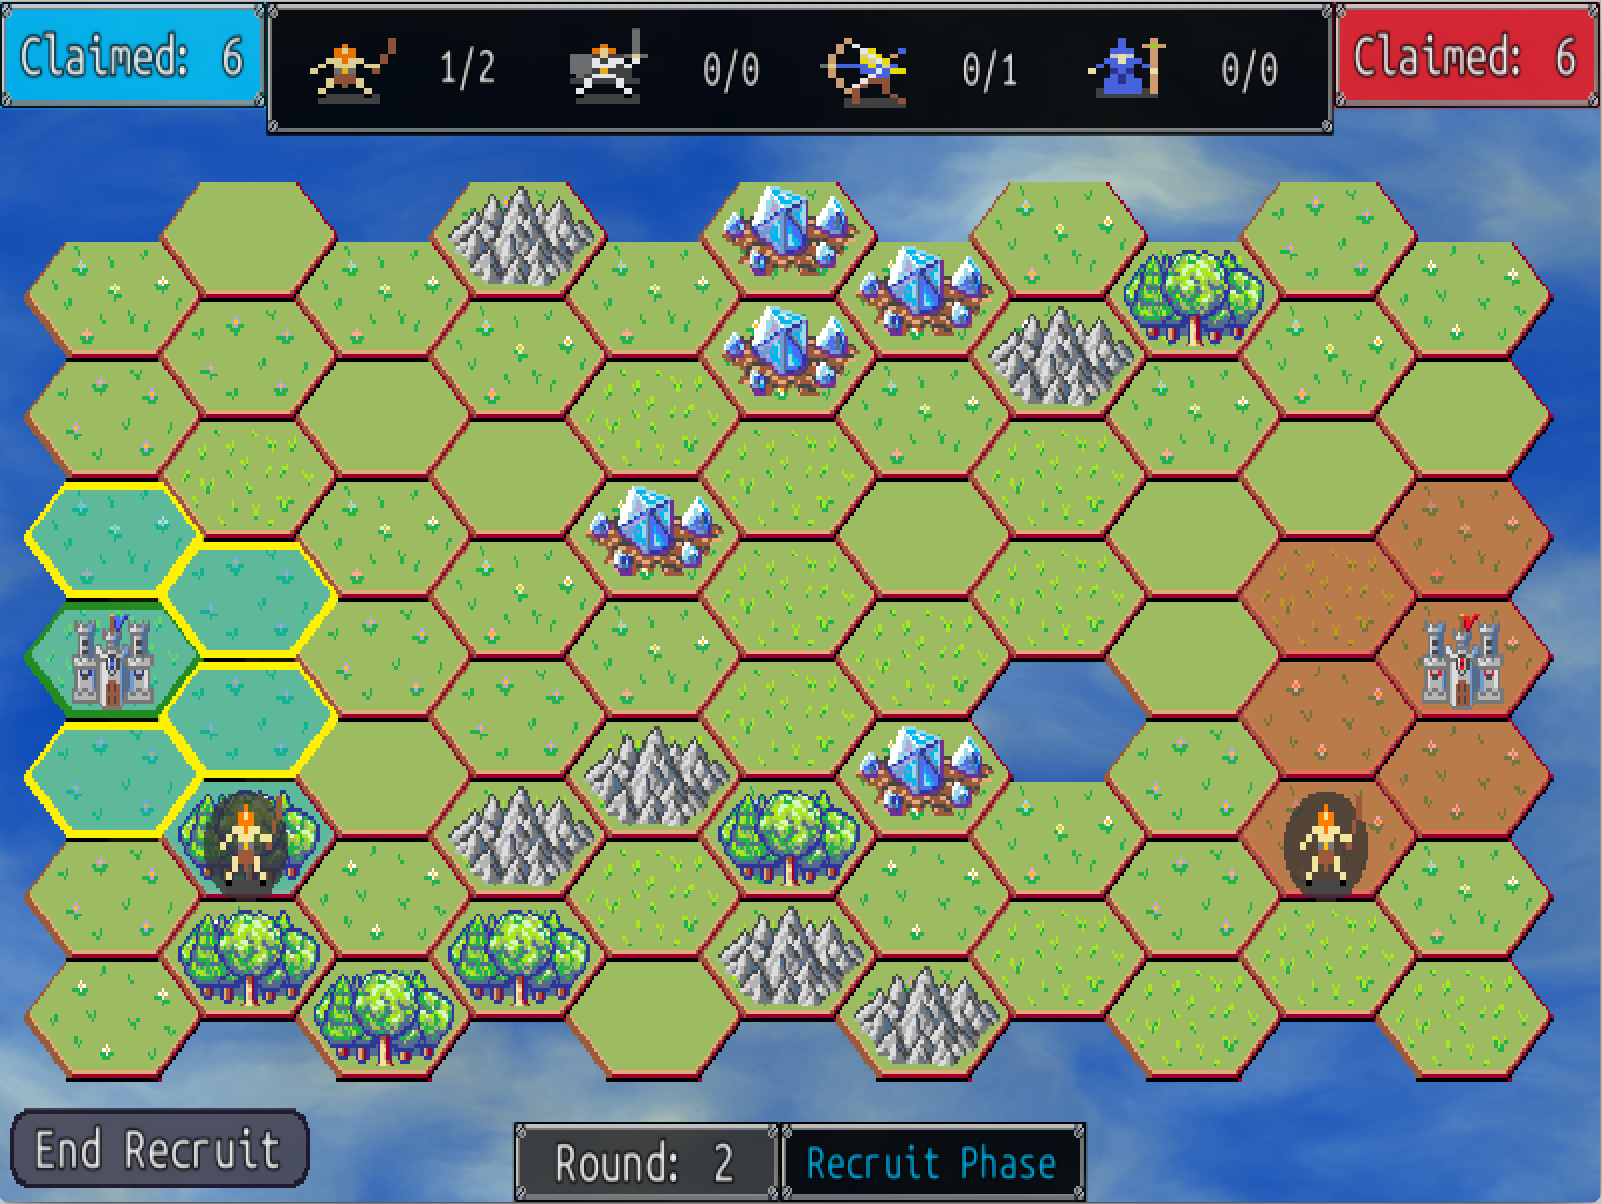 Claimed: 6
1/2
0/0
0/1
0/0
Claimed: 6
End Recruit
Round: 2
Recruit Phase